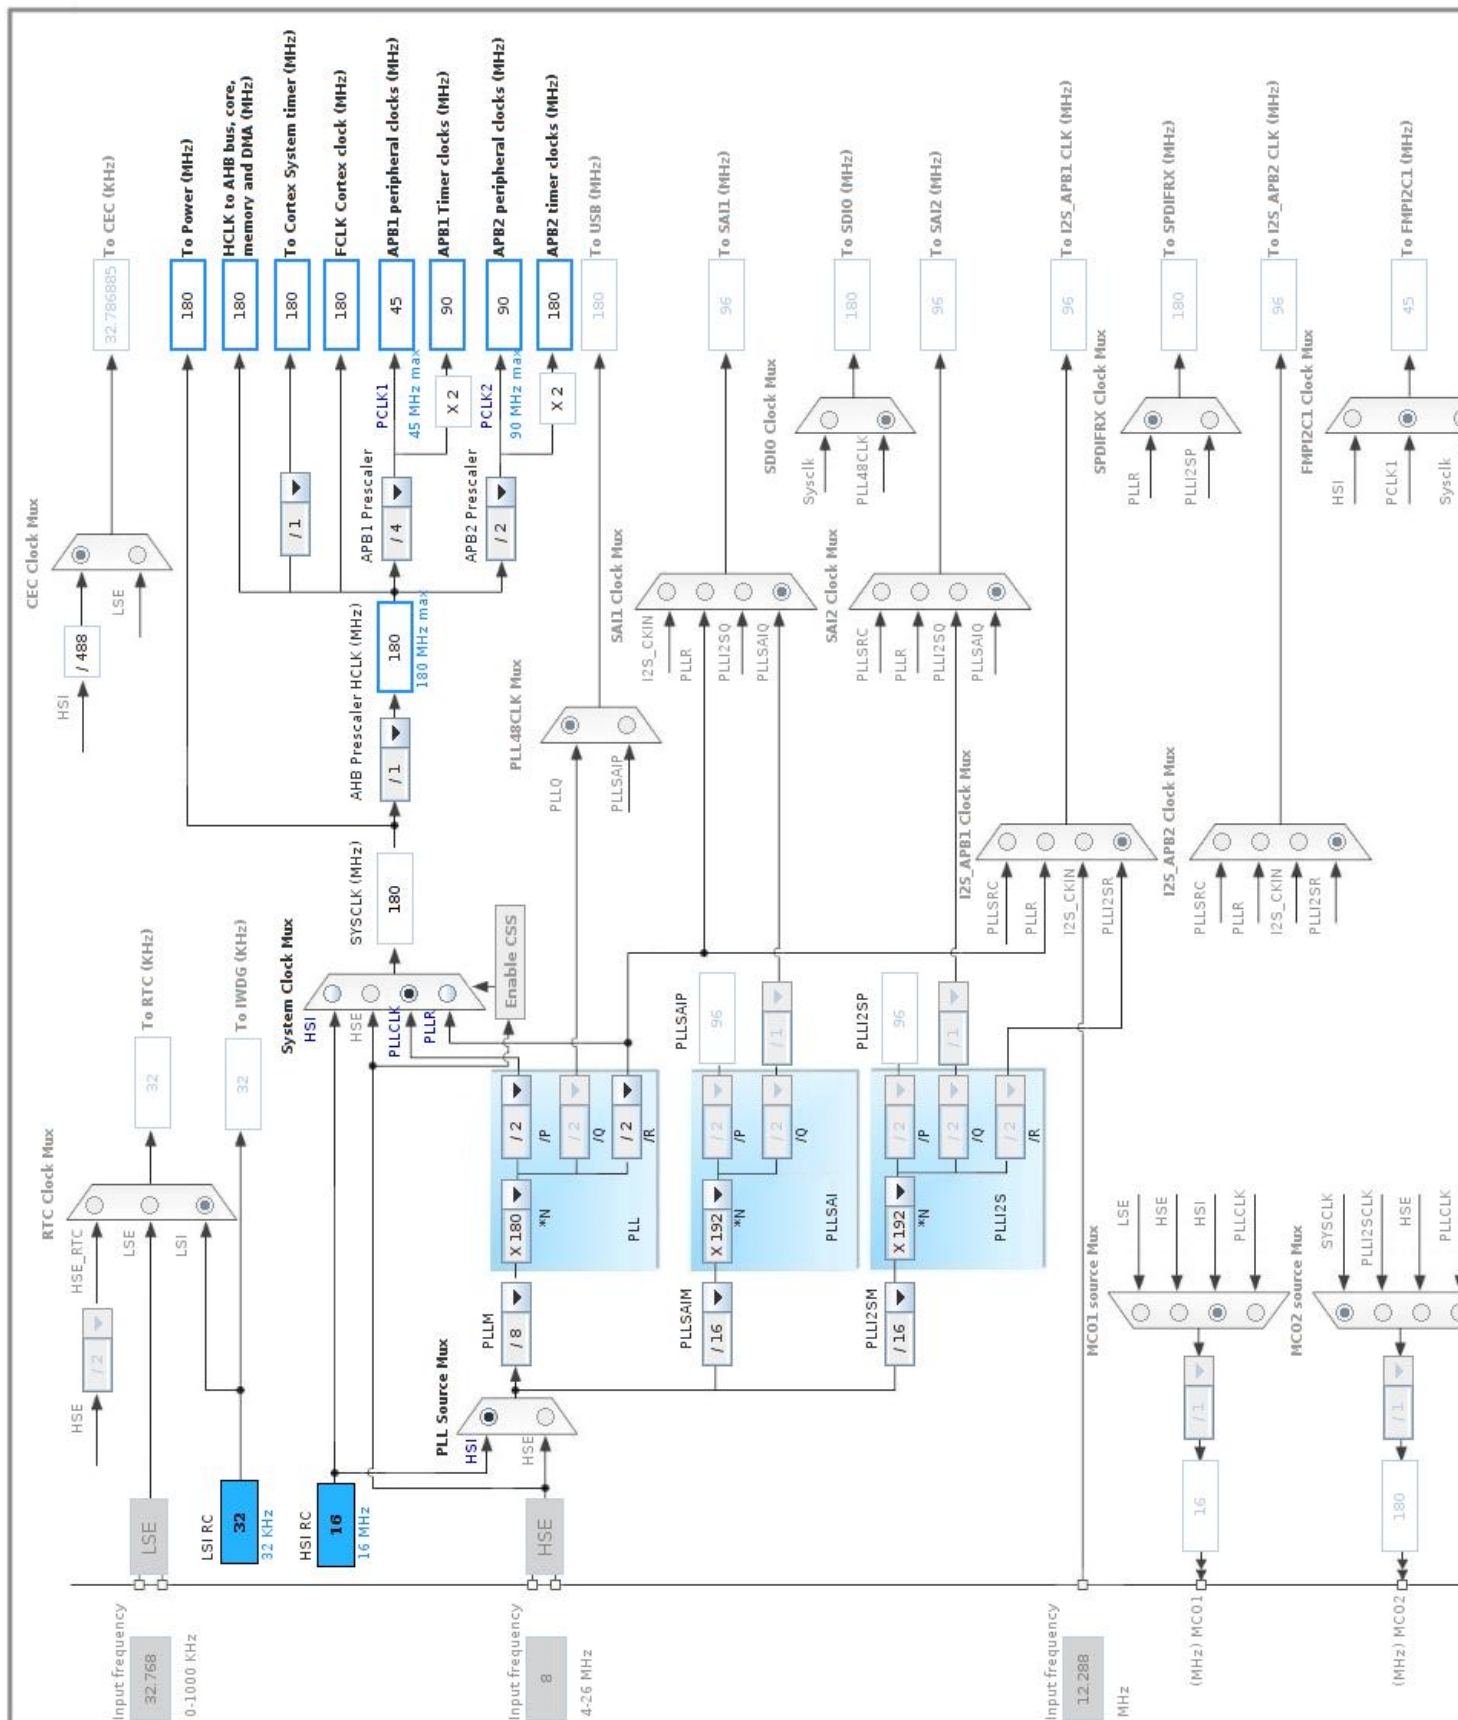 Input frequency
32.768
0-1000 KHz
LSE
LSI RC
32
32 KHz
HSI RC
16
16 MHz
Input frequency
8
4-26 MHz
HSE
Input frequency
12.288
MHz
RTC Clock Mux
HSE
/ 2
HSE_RTC
LSE
LSI
32
To RTC (KHz)
32
To IWDG (KHz)
CEC Clock Mux
HSI
/ 488
LSE
32.786885
To CEC (KHz)
PLL Source Mux
HSI
HSE
PLLM
/ 8
X 180
*N
/ 2
/P
/ 2
/Q
/ 2
/R
PLL
PLLSAIM
/ 16
X 192
*N
/ 2
/P
/ 2
/Q
PLLSAI
PLLSAIP
96
/ 1
PLLI2SM
/ 16
X 192
*N
/ 2
/P
/ 2
/Q
/ 2
/R
PLLI2S
PLLI2SP
96
/ 1
System Clock Mux
HSI
HSE
PLLCLK
PLLR
Enable CSS
SYSCLK (MHz)
180
AHB Prescaler
/ 1
HCLK (MHz)
180
180 MHz max
/ 1
APB1 Prescaler
/ 4
PCLK1
45 MHz max
X 2
APB2 Prescaler
/ 2
PCLK2
90 MHz max
X 2
180
To Power (MHz)
180
HCLK to AHB bus, core,
memory and DMA (MHz)
180
To Cortex System timer (MHz)
180
FCLK Cortex clock (MHz)
45
APB1 peripheral clocks (MHz)
90
APB1 Timer clocks (MHz)
90
APB2 peripheral clocks (MHz)
180
APB2 timer clocks (MHz)
PLL48CLK Mux
PLLQ
PLLSAIP
180
To USB (MHz)
SAI1 Clock Mux
I2S_CKIN
PLLR
PLLI2SQ
PLLSAIQ
96
To SAI1 (MHz)
SDIO Clock Mux
Sysclk
PLL48CLK
180
To SDIO (MHz)
SAI2 Clock Mux
PLLSRC
PLLR
PLLI2SQ
PLLSAIQ
96
To SAI2 (MHz)
I2S_APB1 Clock Mux
PLLSRC
PLLR
I2S_CKIN
PLLI2SR
96
To I2S_APB1 CLK (MHz)
SPDIFRX Clock Mux
PLLR
PLLI2SP
180
To SPDIFRX (MHz)
I2S_APB2 Clock Mux
PLLSRC
PLLR
I2S_CKIN
PLLI2SR
96
To I2S_APB2 CLK (MHz)
FMPI2C1 Clock Mux
HSI
PCLK1
Sysclk
45
To FMPI2C1 (MHz)
MCO1 source Mux
LSE
HSE
HSI
PLLCLK
/ 1
16
(MHz) MCO1
MCO2 source Mux
SYSCLK
PLLI2SCLK
HSE
PLLCLK
/ 1
180
(MHz) MCO2